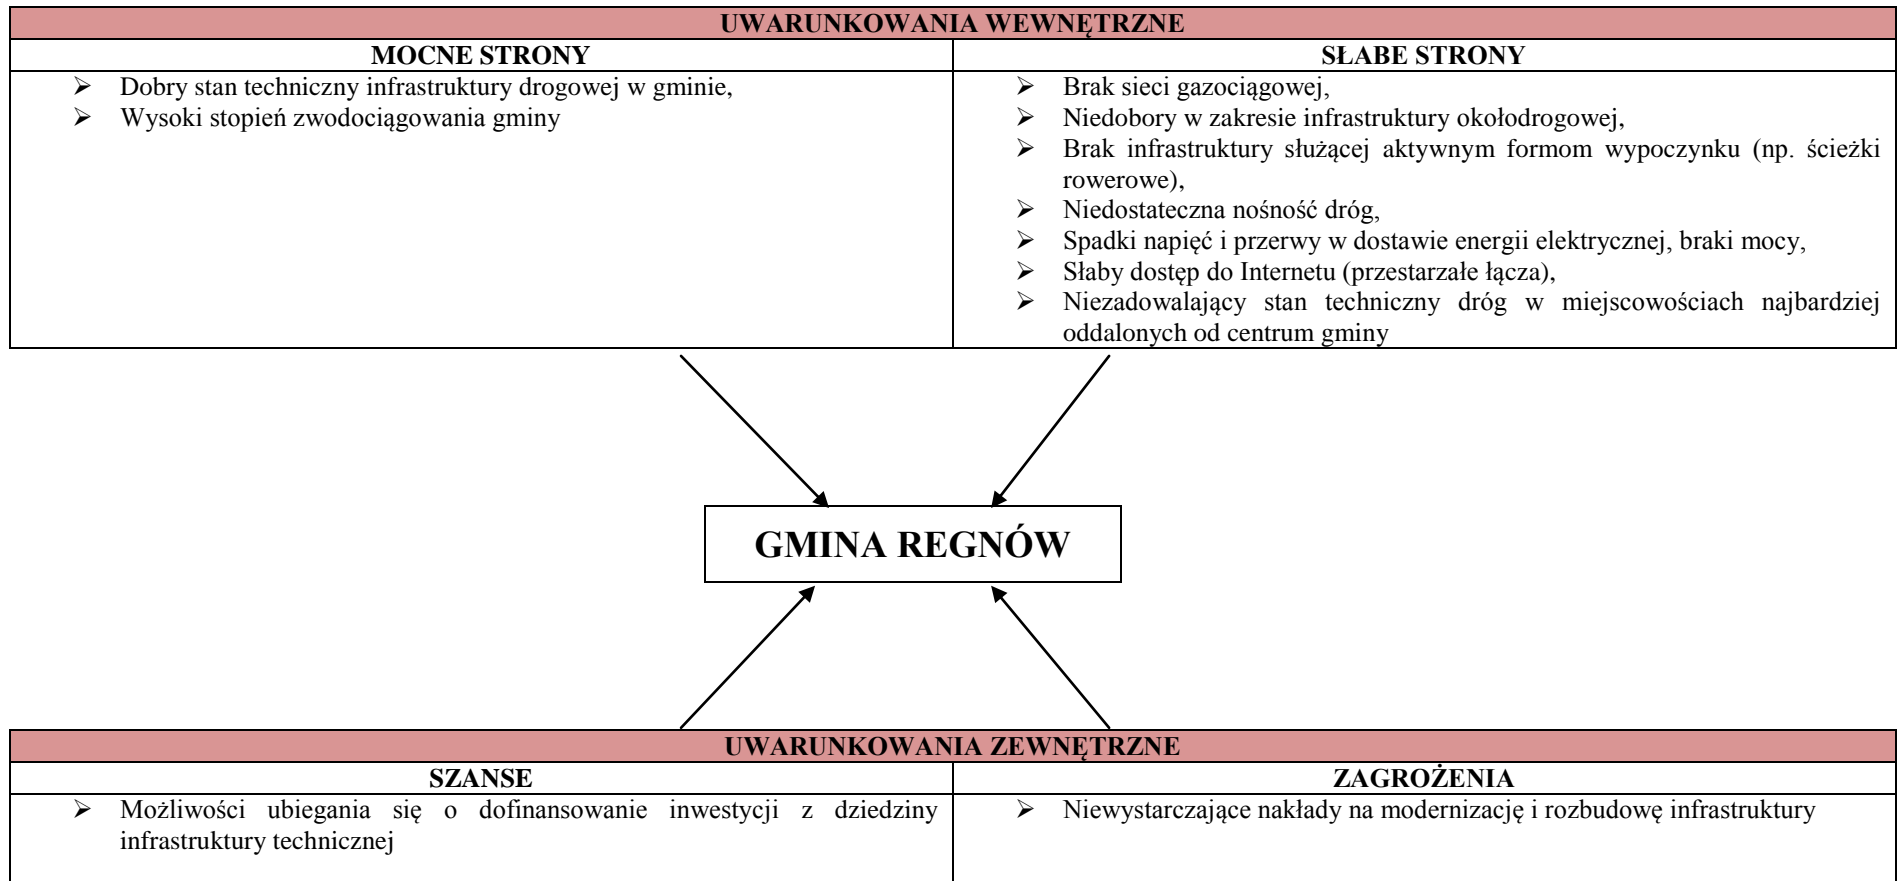 UWARUNKOWANIA WEWNĘTRZNE
MOCNE STRONY
➢ Dobry stan techniczny infrastruktury drogowej w gminie,
➢ Wysoki stopień zwodociągowania gminy
SŁABE STRONY
➢ Brak sieci gazociągowej,
➢ Niedobory w zakresie infrastruktury okołodrogowej,
➢ Brak infrastruktury służącej aktywnym formom wypoczynku (np. ścieżki
rowerowe),
➢ Niedostateczna nośność dróg,
➢ Spadki napięć i przerwy w dostawie energii elektrycznej, braki mocy,
➢ Słaby dostęp do Internetu (przestarzałe łącza),
➢ Niezadowalający stan techniczny dróg w miejscowościach najbardziej
oddalonych od centrum gminy
GMINA REGNÓW
UWARUNKOWANIA ZEWNĘTRZNE
SZANSE
➢ Możliwości ubiegania się o dofinansowanie inwestycji z dziedziny
infrastruktury technicznej
ZAGROŻENIA
➢ Niewystarczające nakłady na modernizację i rozbudowę infrastruktury